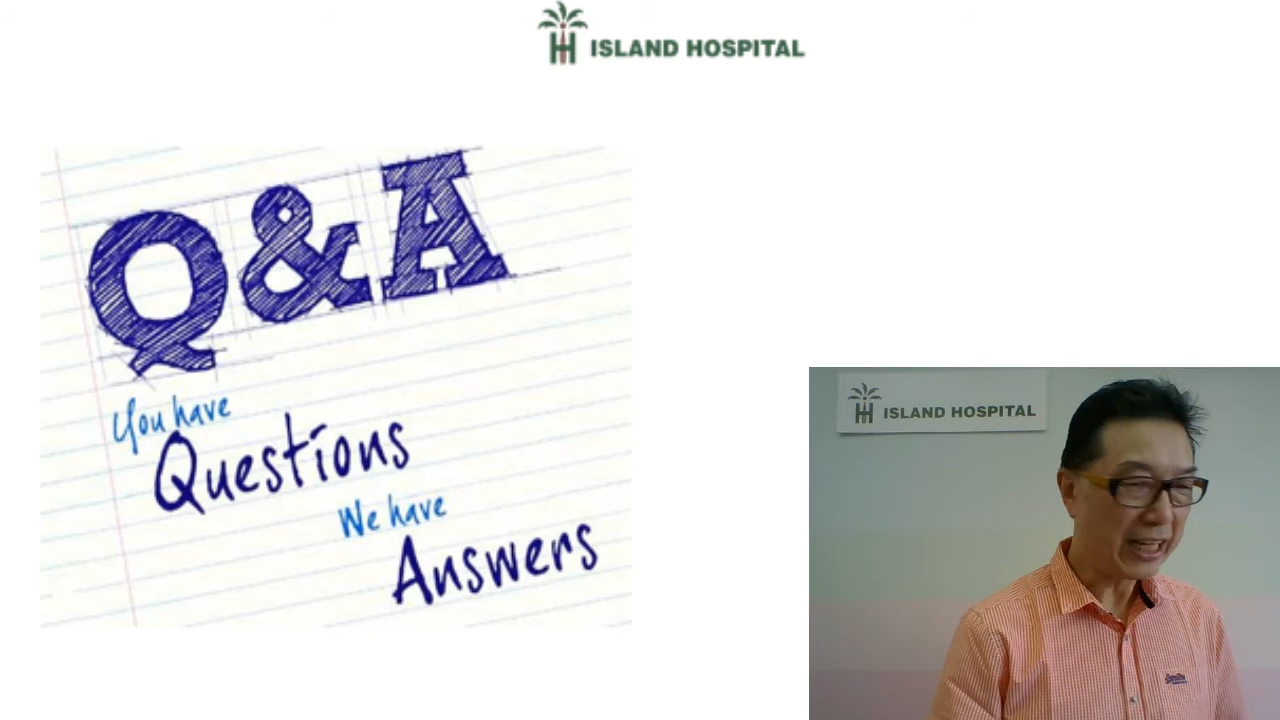 ISLAND HOSPITAL
Q&A
You have
Questions
We have
Answers
ISLAND HOSPITAL